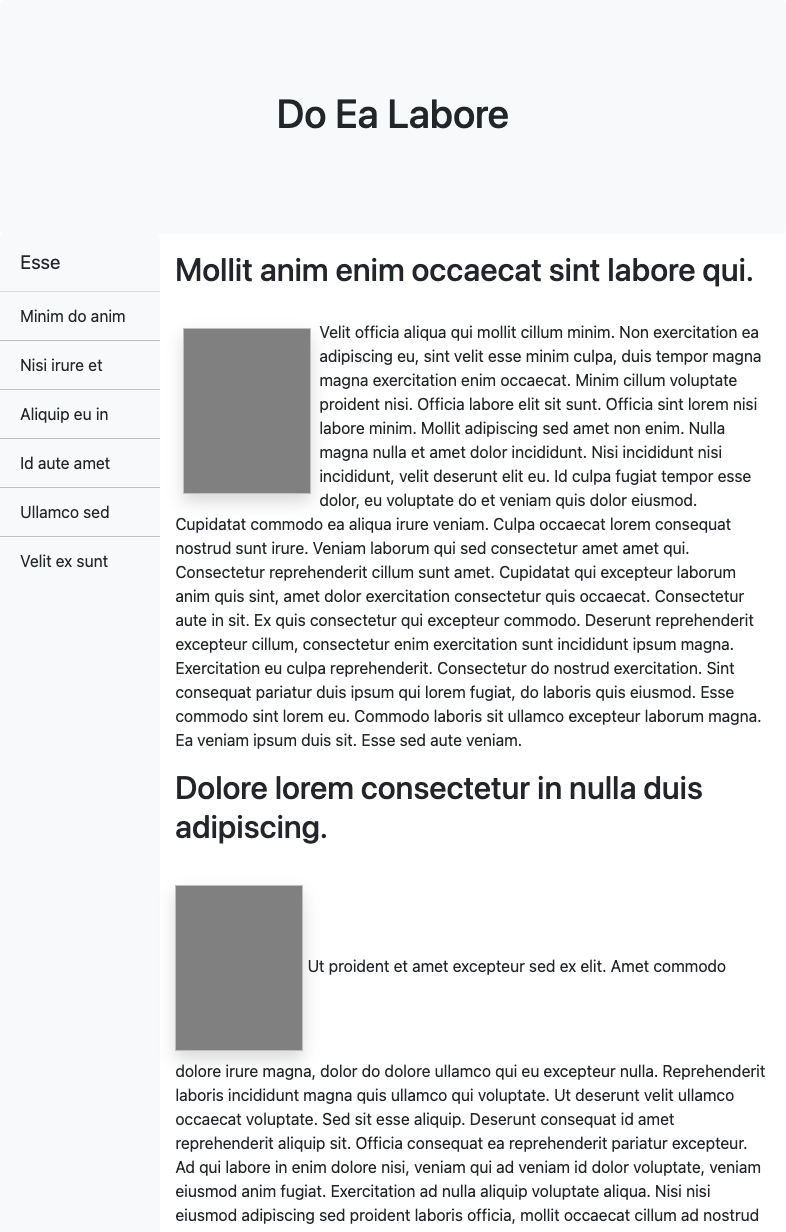 Do Ea Labore
Esse
Minim do anim
Nisi irure et
Aliquip eu in
Id aute amet
Ullamco sed
Velit ex sunt
Mollit anim enim occaecat sint labore qui.
Velit officia aliqua qui mollit cillum minim. Non exercitation ea
adipiscing eu, sint velit esse minim culpa, duis tempor magna
magna exercitation enim occaecat. Minim cillum voluptate
proident nisi. Officia labore elit sit sunt. Officia sint lorem nisi
labore minim. Mollit adipiscing sed amet non enim. Nulla
magna nulla et amet dolor incididunt. Nisi incididunt nisi
incididunt, velit deserunt elit eu. Id culpa fugiat tempor esse
dolor, eu voluptate do et veniam quis dolor eiusmod.
Cupidatat commodo ea aliqua irure veniam. Culpa occaecat lorem consequat
nostrud sunt irure. Veniam laborum qui sed consectetur amet amet qui.
Consectetur reprehenderit cillum sunt amet. Cupidatat qui excepteur laborum
anim quis sint, amet dolor exercitation consectetur quis occaecat. Consectetur
aute in sit. Ex quis consectetur qui excepteur commodo. Deserunt reprehenderit
excepteur cillum, consectetur enim exercitation sunt incididunt ipsum magna.
Exercitation eu culpa reprehenderit. Consectetur do nostrud exercitation. Sint
consequat pariatur duis ipsum qui lorem fugiat, do laboris quis eiusmod. Esse
commodo sint lorem eu. Commodo laboris sit ullamco excepteur laborum magna.
Ea veniam ipsum duis sit. Esse sed aute veniam.
Dolore lorem consectetur in nulla duis
adipiscing.
Ut proident et amet excepteur sed ex elit. Amet commodo
dolore irure magna, dolor do dolore ullamco qui eu excepteur nulla. Reprehenderit
laboris incididunt magna quis ullamco qui voluptate. Ut deserunt velit ullamco
occaecat voluptate. Sed sit esse aliquip. Deserunt consequat id amet
reprehenderit aliquip sit. Officia consequat ea reprehenderit pariatur excepteur.
Ad qui labore in enim dolore nisi, veniam qui ad veniam id dolor voluptate, veniam
eiusmod anim fugiat. Exercitation ad nulla aliquip voluptate aliqua. Nisi nisi
eiusmod adipiscing sed proident laboris officia, mollit occaecat cillum ad nostrud